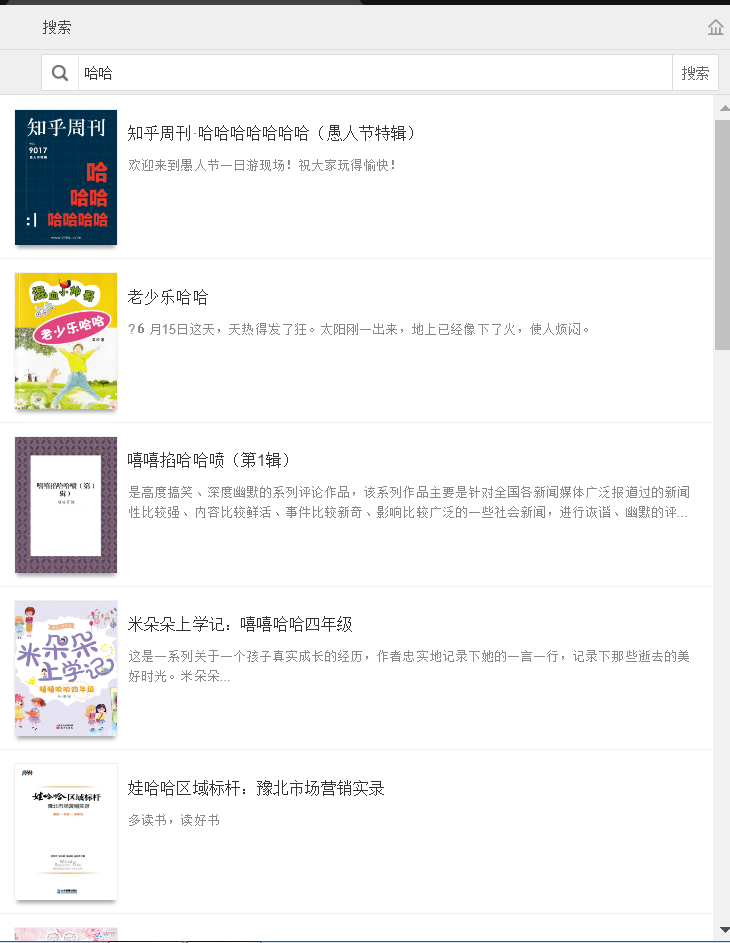 搜索
哈哈
搜索
知乎周刊
9017
哈
哈哈
:| 哈哈哈哈
知乎周刊·哈哈哈哈哈哈哈（愚人节特辑）
欢迎来到愚人节一日游现场！祝大家玩得愉快！
混血小帅哥
老少乐哈哈
老少乐哈哈
?6 月15日这天，天热得发了狂。太阳刚一出来，地上已经像下了火，使人烦闷。
嘻嘻掐哈哈喷（第1
辑）
嘻嘻掐哈哈喷（第1辑）
是高度搞笑、深度幽默的系列评论作品，该系列作品主要是针对全国各新闻媒体广泛报道过的新闻
性比较强、内容比较鲜活、事件比较新奇、影响比较广泛的一些社会新闻，进行诙谐、幽默的评...
米朵朵
上学记
嘻嘻哈哈四年级
米朵朵上学记：嘻嘻哈哈四年级
这是一系列关于一个孩子真实成长的经历，作者忠实地记录下她的一言一行，记录下那些逝去的美
好时光。米朵朵...
娃哈哈区域标杆
豫北市场营销实录
娃哈哈区域标杆：豫北市场营销实录
多读书，读好书